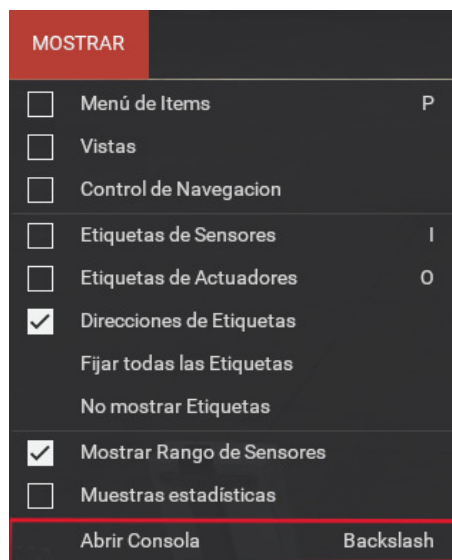 MOSTRAR
Menú de Items P
Vistas
Control de Navegacion
Etiquetas de Sensores I
Etiquetas de Actuadores O
Direcciones de Etiquetas
Fijar todas las Etiquetas
No mostrar Etiquetas
Mostrar Rango de Sensores
Muestras estadísticas
Abrir Consola Backslash